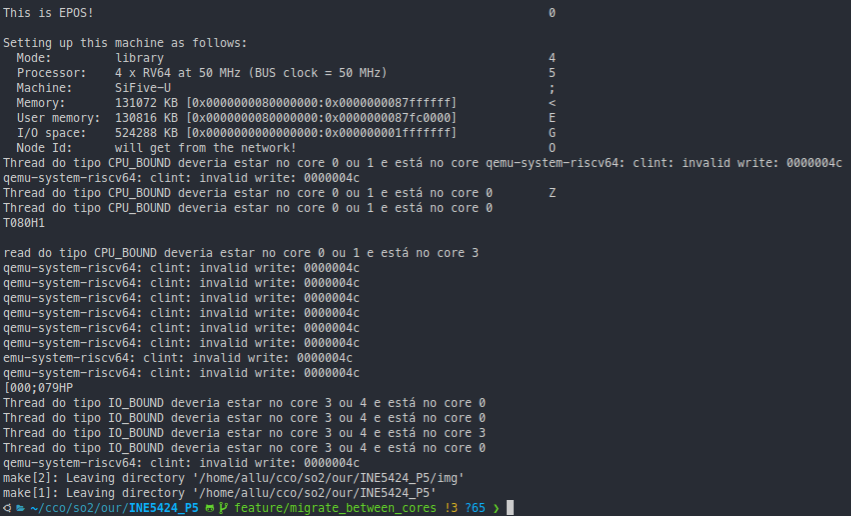 This is EPOS! 0
Setting up this machine as follows:
Mode: library 4
Processor: 4 x RV64 at 50 MHz (BUS clock = 50 MHz) 5
Machine: SiFive-U ;
Memory: 131072 KB [0x0000000080000000:0x0000000087ffffff] <
User memory: 130816 KB [0x0000000080000000:0x0000000087fc0000] E
I/O space: 524288 KB [0x0000000000000000:0x000000001fffffff] G
Node Id: will get from the network! O
Thread do tipo CPU_BOUND deveria estar no core 0 ou 1 e está no core qemu-system-riscv64: clint: invalid write: 0000004c
qemu-system-riscv64: clint: invalid write: 0000004c
Thread do tipo CPU_BOUND deveria estar no core 0 ou 1 e está no core 0 Z
Thread do tipo CPU_BOUND deveria estar no core 0 ou 1 e está no core 0
T080H1
read do tipo CPU_BOUND deveria estar no core 0 ou 1 e está no core 3
qemu-system-riscv64: clint: invalid write: 0000004c
qemu-system-riscv64: clint: invalid write: 0000004c
qemu-system-riscv64: clint: invalid write: 0000004c
qemu-system-riscv64: clint: invalid write: 0000004c
qemu-system-riscv64: clint: invalid write: 0000004c
qemu-system-riscv64: clint: invalid write: 0000004c
emu-system-riscv64: clint: invalid write: 0000004c
qemu-system-riscv64: clint: invalid write: 0000004c
[000;079HP
Thread do tipo IO_BOUND deveria estar no core 3 ou 4 e está no core 0
Thread do tipo IO_BOUND deveria estar no core 3 ou 4 e está no core 0
Thread do tipo IO_BOUND deveria estar no core 3 ou 4 e está no core 3
Thread do tipo IO_BOUND deveria estar no core 3 ou 4 e está no core 0
qemu-system-riscv64: clint: invalid write: 0000004c
make[2]: Leaving directory '/home/allu/cco/so2/our/INE5424_P5/img'
make[1]: Leaving directory '/home/allu/cco/so2/our/INE5424_P5'
~/cco/so2/our/INE5424_P5 feature/migrate_between_cores !3 ?65 ❯